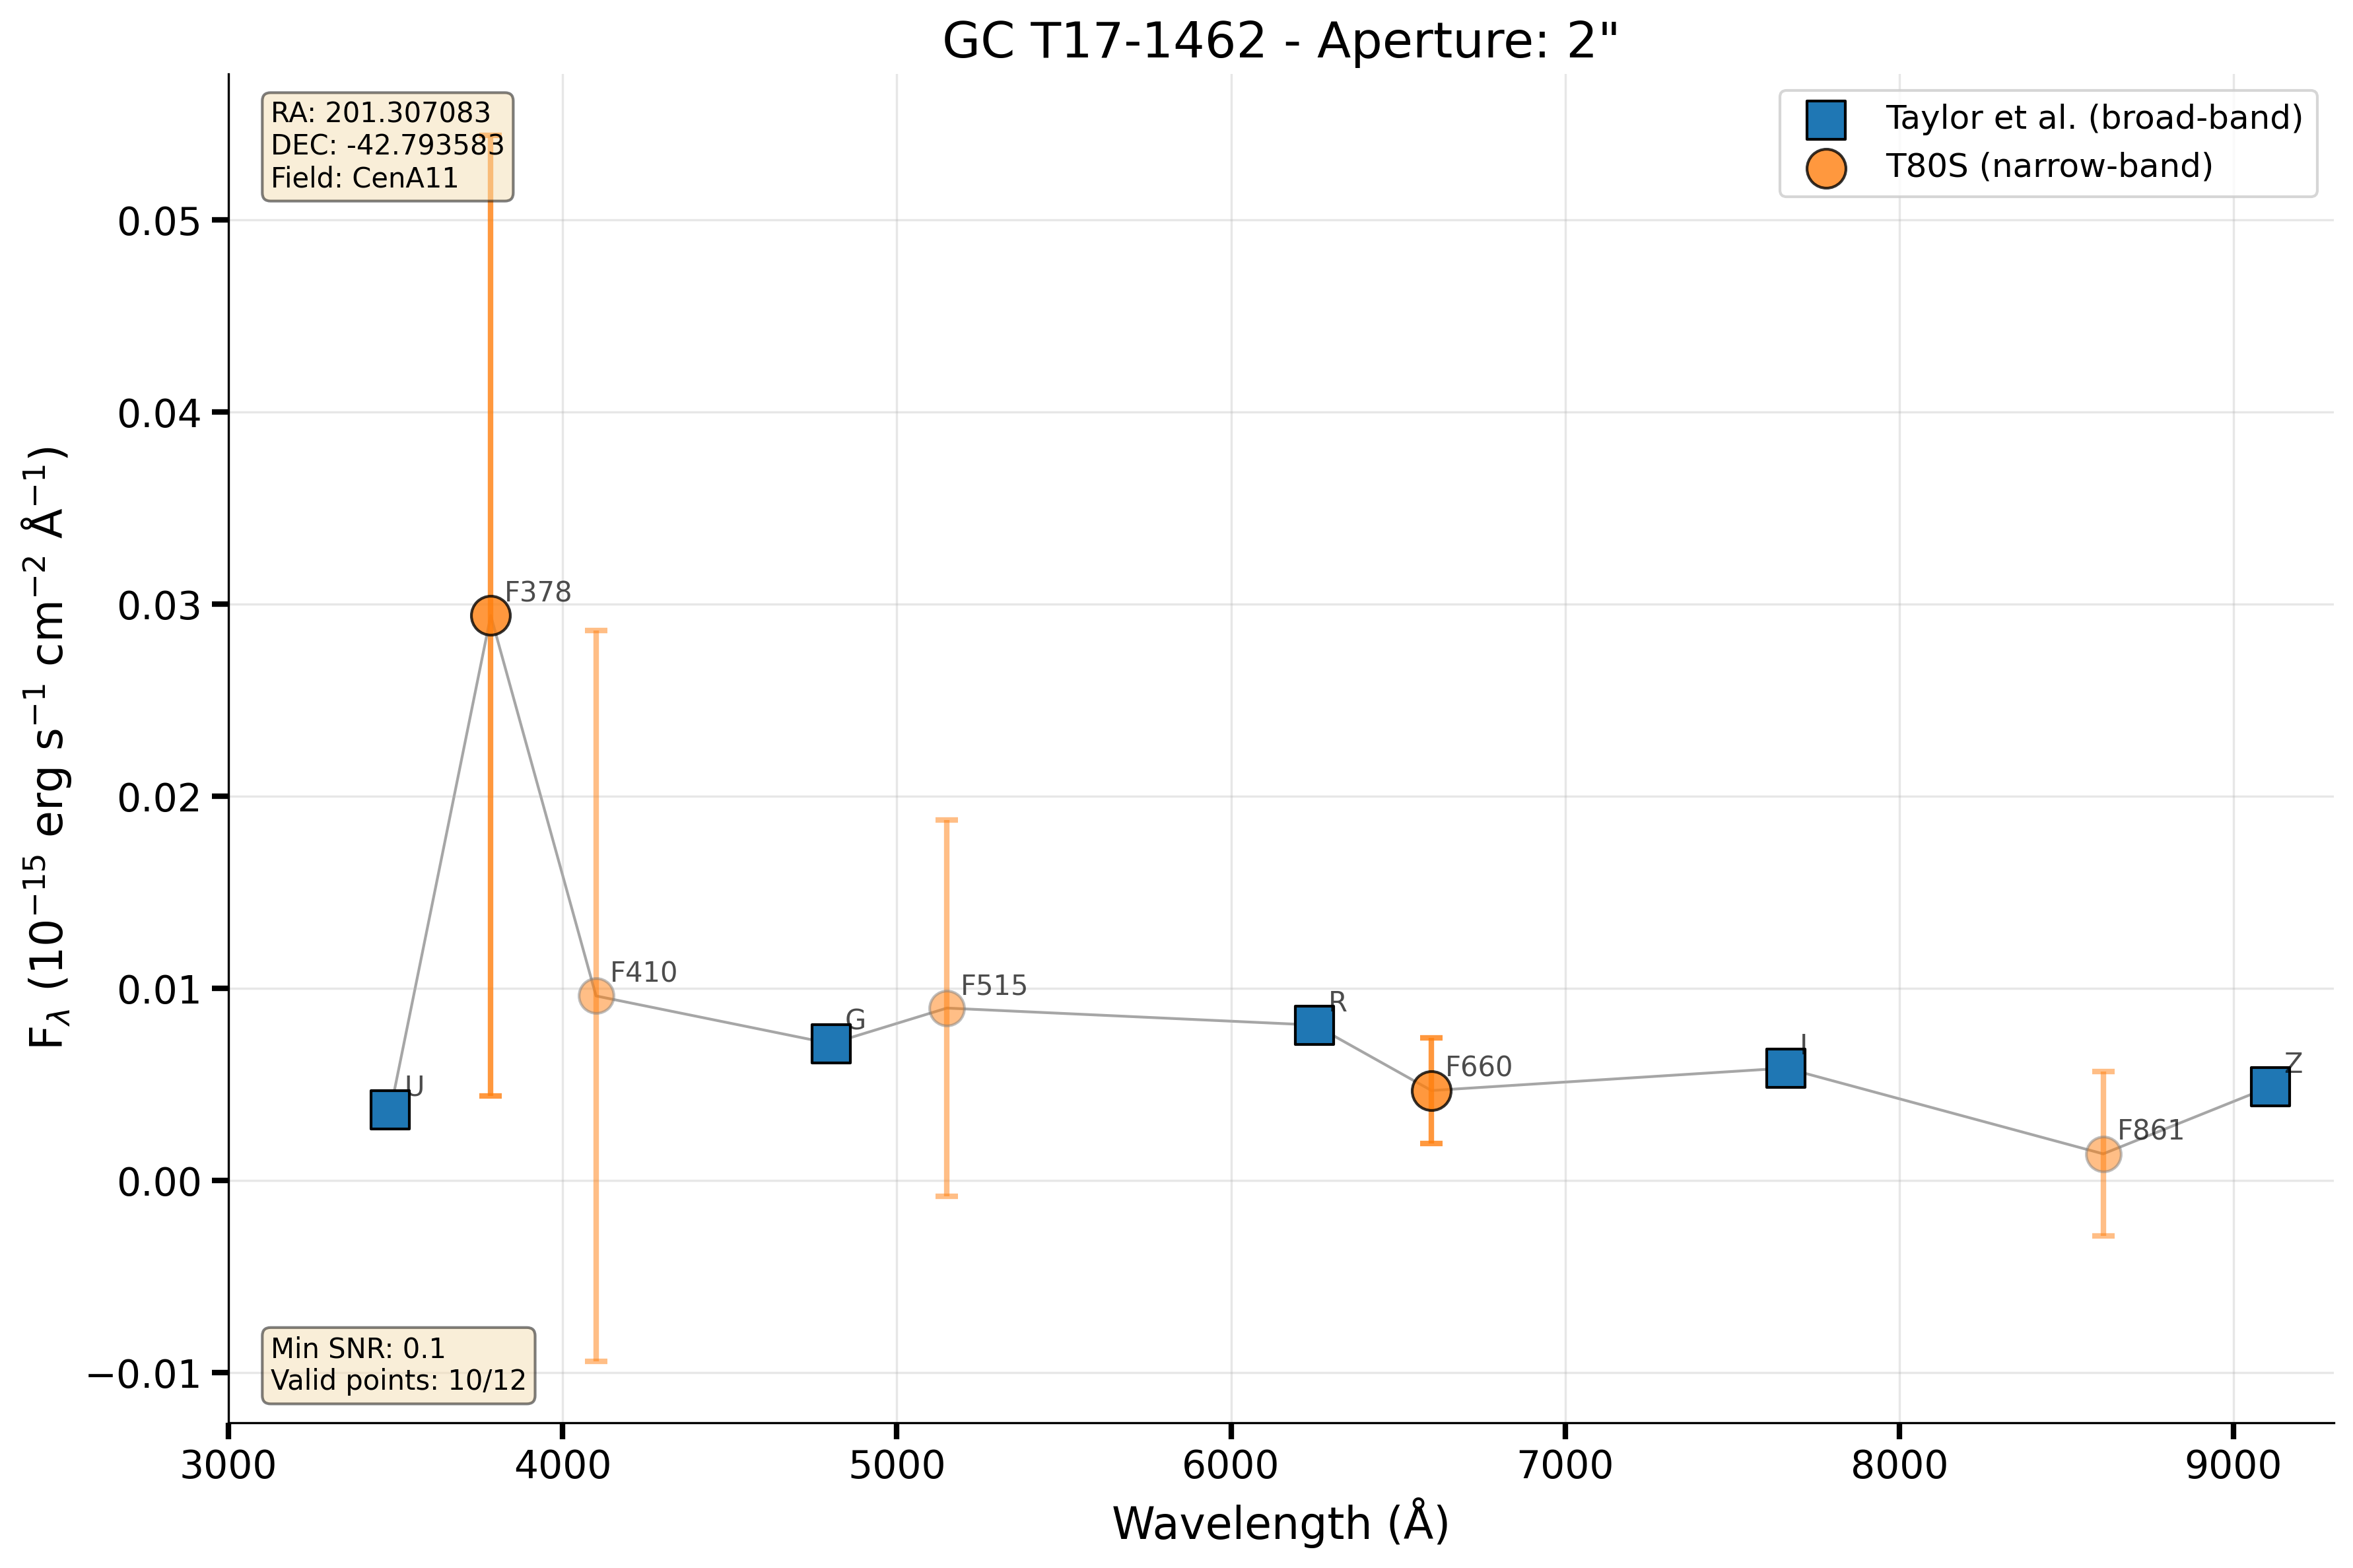 GC T17-1462 - Aperture: 2"
RA: 201.307083
DEC: -42.793583
Field: CenA11
Taylor et al. (broad-band)
T80S (narrow-band)
0.05
0.04
0.03
0.02
0.01
0.00
−0.01
F_λ (10⁻¹⁵ erg s⁻¹ cm⁻² Å⁻¹)
U
F378
F410
G
F515
R
F660
I
F861
Z
Min SNR: 0.1
Valid points: 10/12
3000 4000 5000 6000 7000 8000 9000
Wavelength (Å)